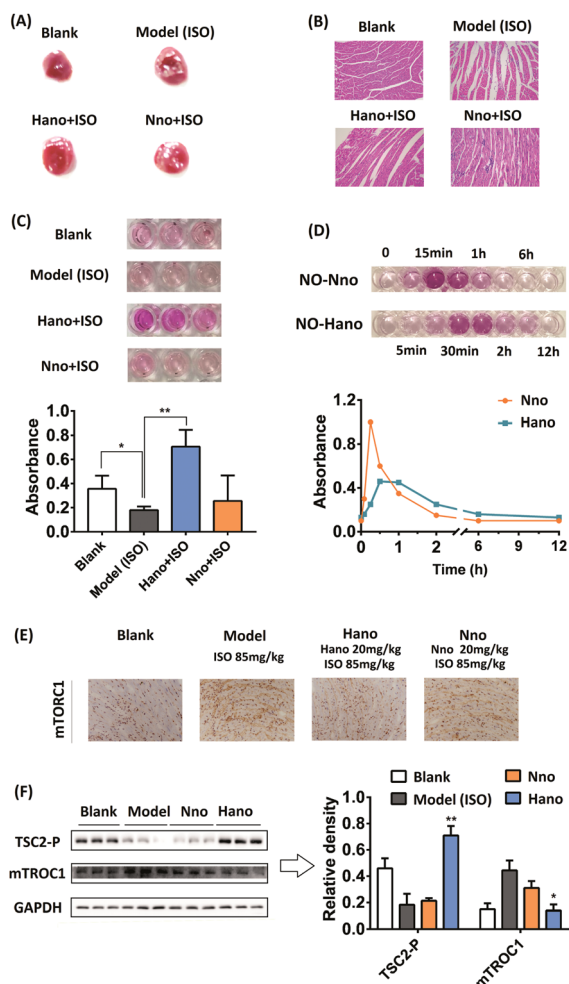 (A)
Blank Model (ISO)
Hano+ISO Nno+ISO
(B)
Blank Model (ISO)
Hano+ISO Nno+ISO
(C)
Blank
Model (ISO)
Hano+ISO
Nno+ISO
Absorbance
1.0
0.8
0.6
0.4
0.2
0.0
* **
Blank Model (ISO) Hano+ISO Nno+ISO
(D)
0 15min 1h 6h
NO-Nno
NO-Hano
5min 30min 2h 12h
Absorbance
1.2
0.8
0.4
0.0
Nno
Hano
0 1 2 6 9 12
Time (h)
(E)
Blank Model Hano Nno
ISO 85mg/kg Hano 20mg/kg Nno 20mg/kg
ISO 85mg/kg ISO 85mg/kg
mTORC1
(F)
Blank Model Nno Hano
TSC2-P
mTROC1
GAPDH
Blank Nno
Model (ISO) Hano
Relative density
1.0
0.8
0.6
0.4
0.2
0.0
**
*
TSC2-P mTROC1